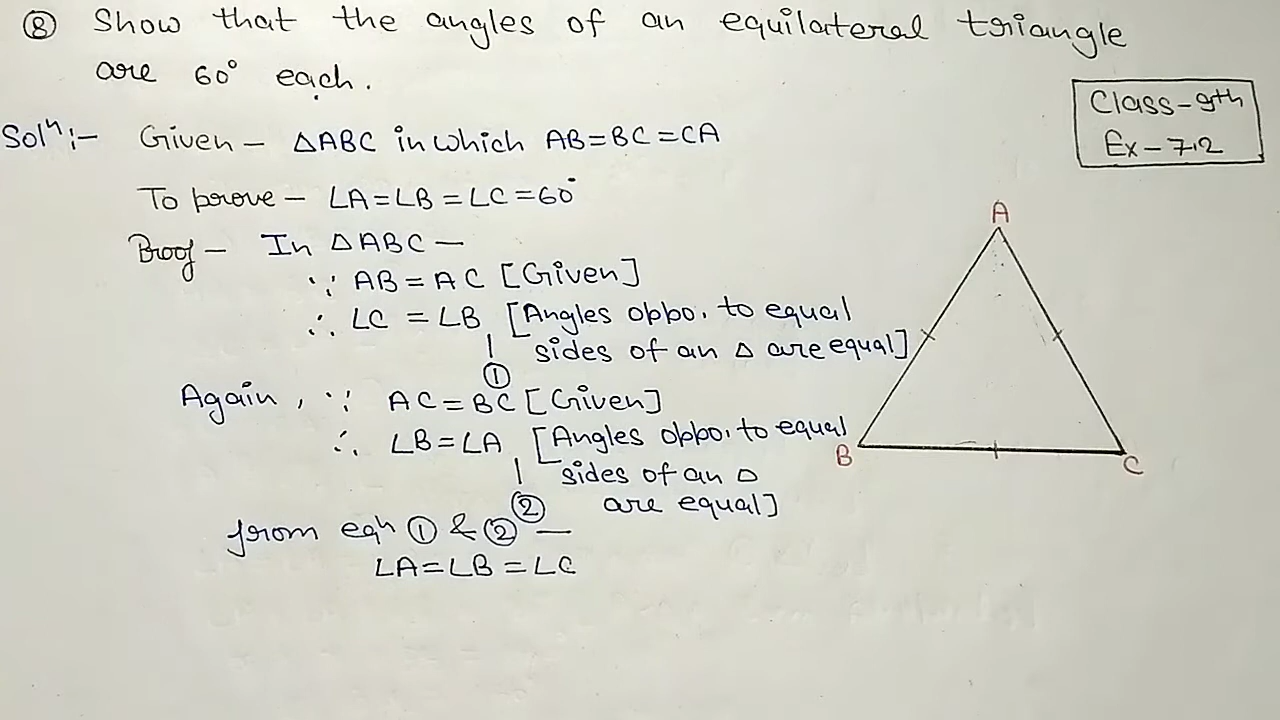 ⑧ Show that the angles of an equilateral triangle
are 60° each.
Class-9th
Ex-7.2
Solⁿ:- Given - △ABC in which AB=BC=CA
To prove - ∠A=∠B=∠C=60°
Proof - In △ABC -
∵ AB=AC [Given]
∴ ∠C=∠B [Angles oppo. to equal
sides of an △ are equal]
①
Again, ∵ AC=BC [Given]
∴ ∠B=∠A [Angles oppo. to equal
sides of an △
② are equal]
from eqⁿ ① & ② -
∠A=∠B=∠C
A
B
C